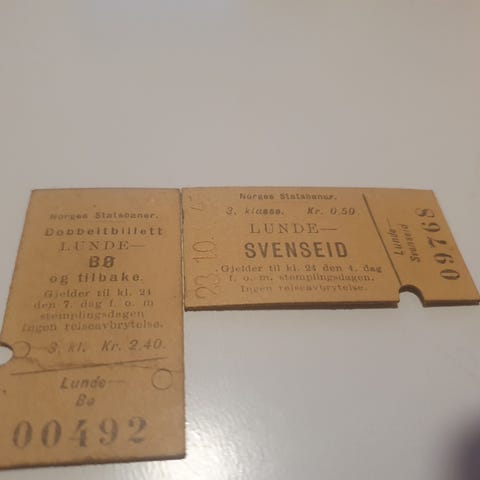 Norges Statsbaner.
Dobbeltbillett
LUNDE—
BØ
og tilbake.
Gjelder til kl. 24
den 7. dag f. o. m
stemplingsdagen
Ingen reiseavbrytelse.
3. kl. Kr. 2.40.
Lunde—
Bø
00492
Norges Statsbaner.
3. klasse. Kr. 0.50
LUNDE—
SVENSEID
Gjelder til kl. 24 den 4. dag
f. o. m. stemplingsdagen.
Ingen reiseavbrytelse.
Lunde—
Svenseid
09768
23.10.4